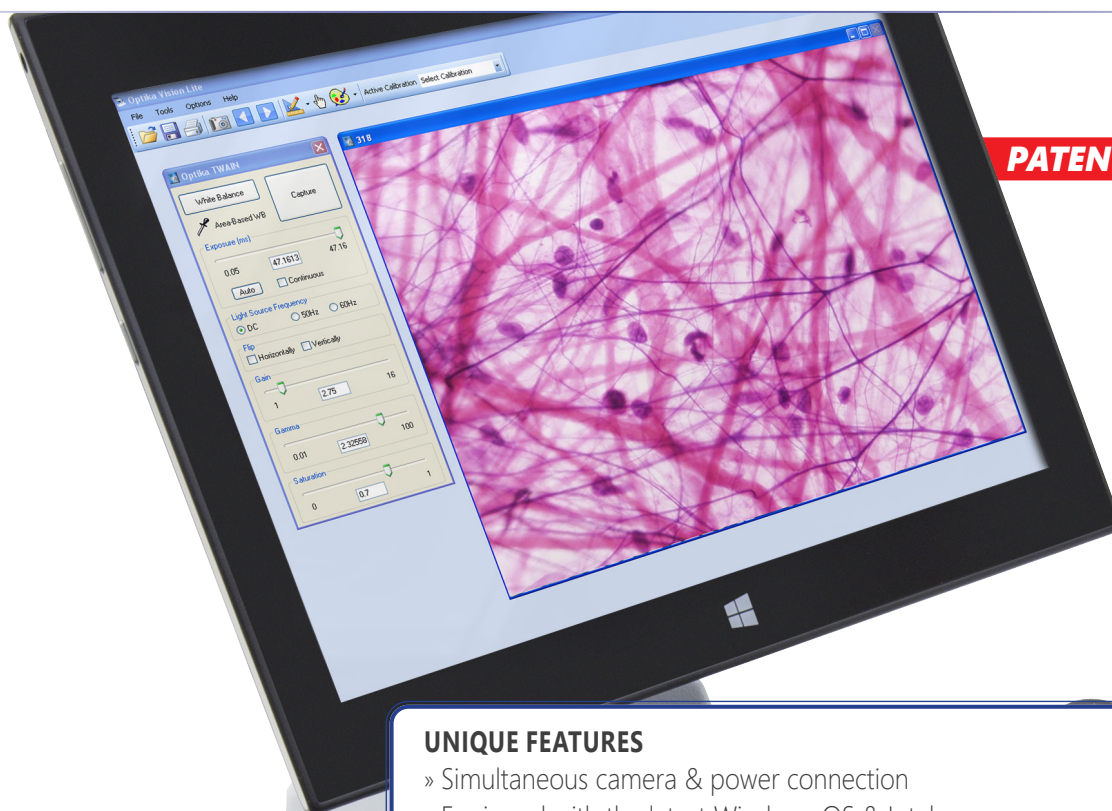 Optika Vision Lite
File Tools Options Help
Active Calibration Select Calibration
318
Optika TWAIN
White Balance
Capture
Area-Based WB
Exposure (ms)
0.05 47.1613 47.16
Auto Continuous
Light Source Frequency
DC 50Hz 60Hz
Flip
Horizontally Vertically
Gain
1 2.75 16
Gamma
0.01 2.32558 100
Saturation
0 0.7 1
PATEN
UNIQUE FEATURES
» Simultaneous camera & power connection